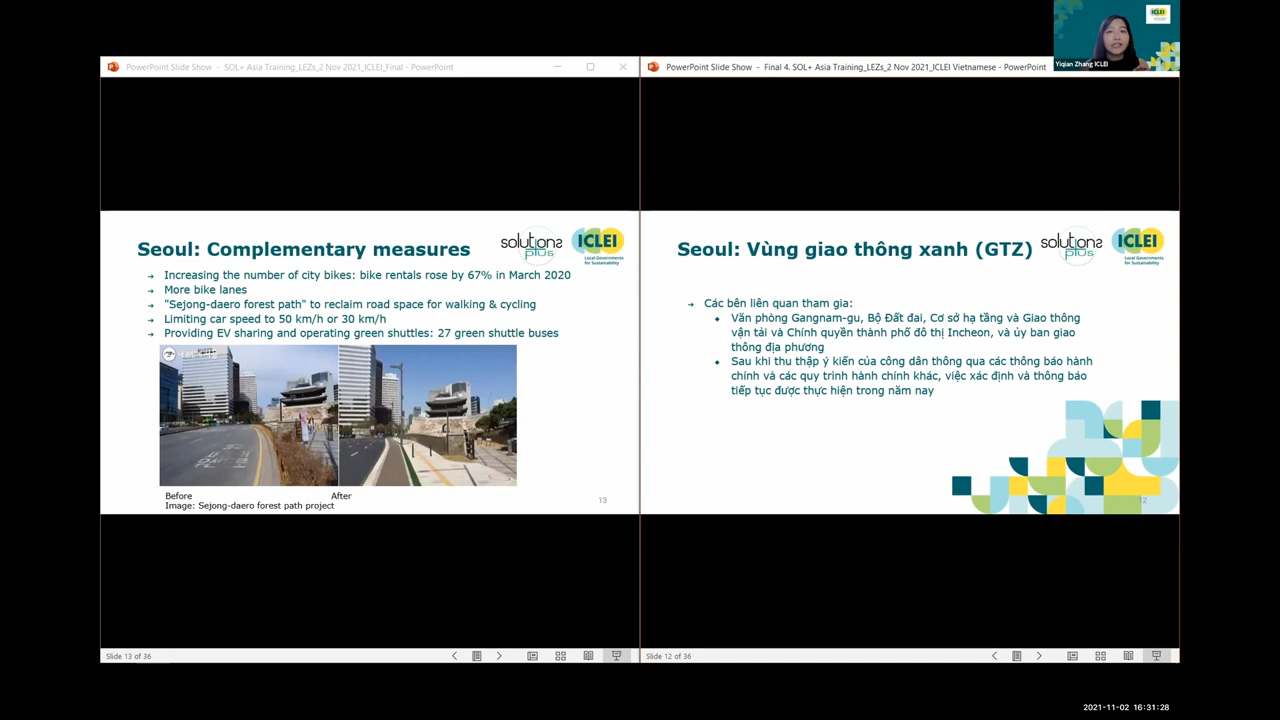 PowerPoint Slide Show - SOL+ Asia Training_LEZs_2 Nov 2021_ICLEI_Final - PowerPoint
Seoul: Complementary measures
solutions
plus
ICLEI
Local Governments
for Sustainability
→ Increasing the number of city bikes: bike rentals rose by 67% in March 2020
→ More bike lanes
→ "Sejong-daero forest path" to reclaim road space for walking & cycling
→ Limiting car speed to 50 km/h or 30 km/h
→ Providing EV sharing and operating green shuttles: 27 green shuttle buses
Before After
Image: Sejong-daero forest path project
13
Slide 13 of 36
PowerPoint Slide Show - Final 4. SOL+ Asia Training_LEZs_2 Nov 2021_ICLEI Vietnamese - PowerPoint
ICLEI
Yiqian Zhang ICLEI
Seoul: Vùng giao thông xanh (GTZ)
solutions
plus
ICLEI
Local Governments
for Sustainability
→ Các bên liên quan tham gia:
◆ Văn phòng Gangnam-gu, Bộ Đất đai, Cơ sở hạ tầng và Giao thông
vận tải và Chính quyền thành phố đô thị Incheon, và ủy ban giao
thông địa phương
◆ Sau khi thu thập ý kiến của công dân thông qua các thông báo hành
chính và các quy trình hành chính khác, việc xác định và thông báo
tiếp tục được thực hiện trong năm nay
12
Slide 12 of 36
2021-11-02 16:31:28